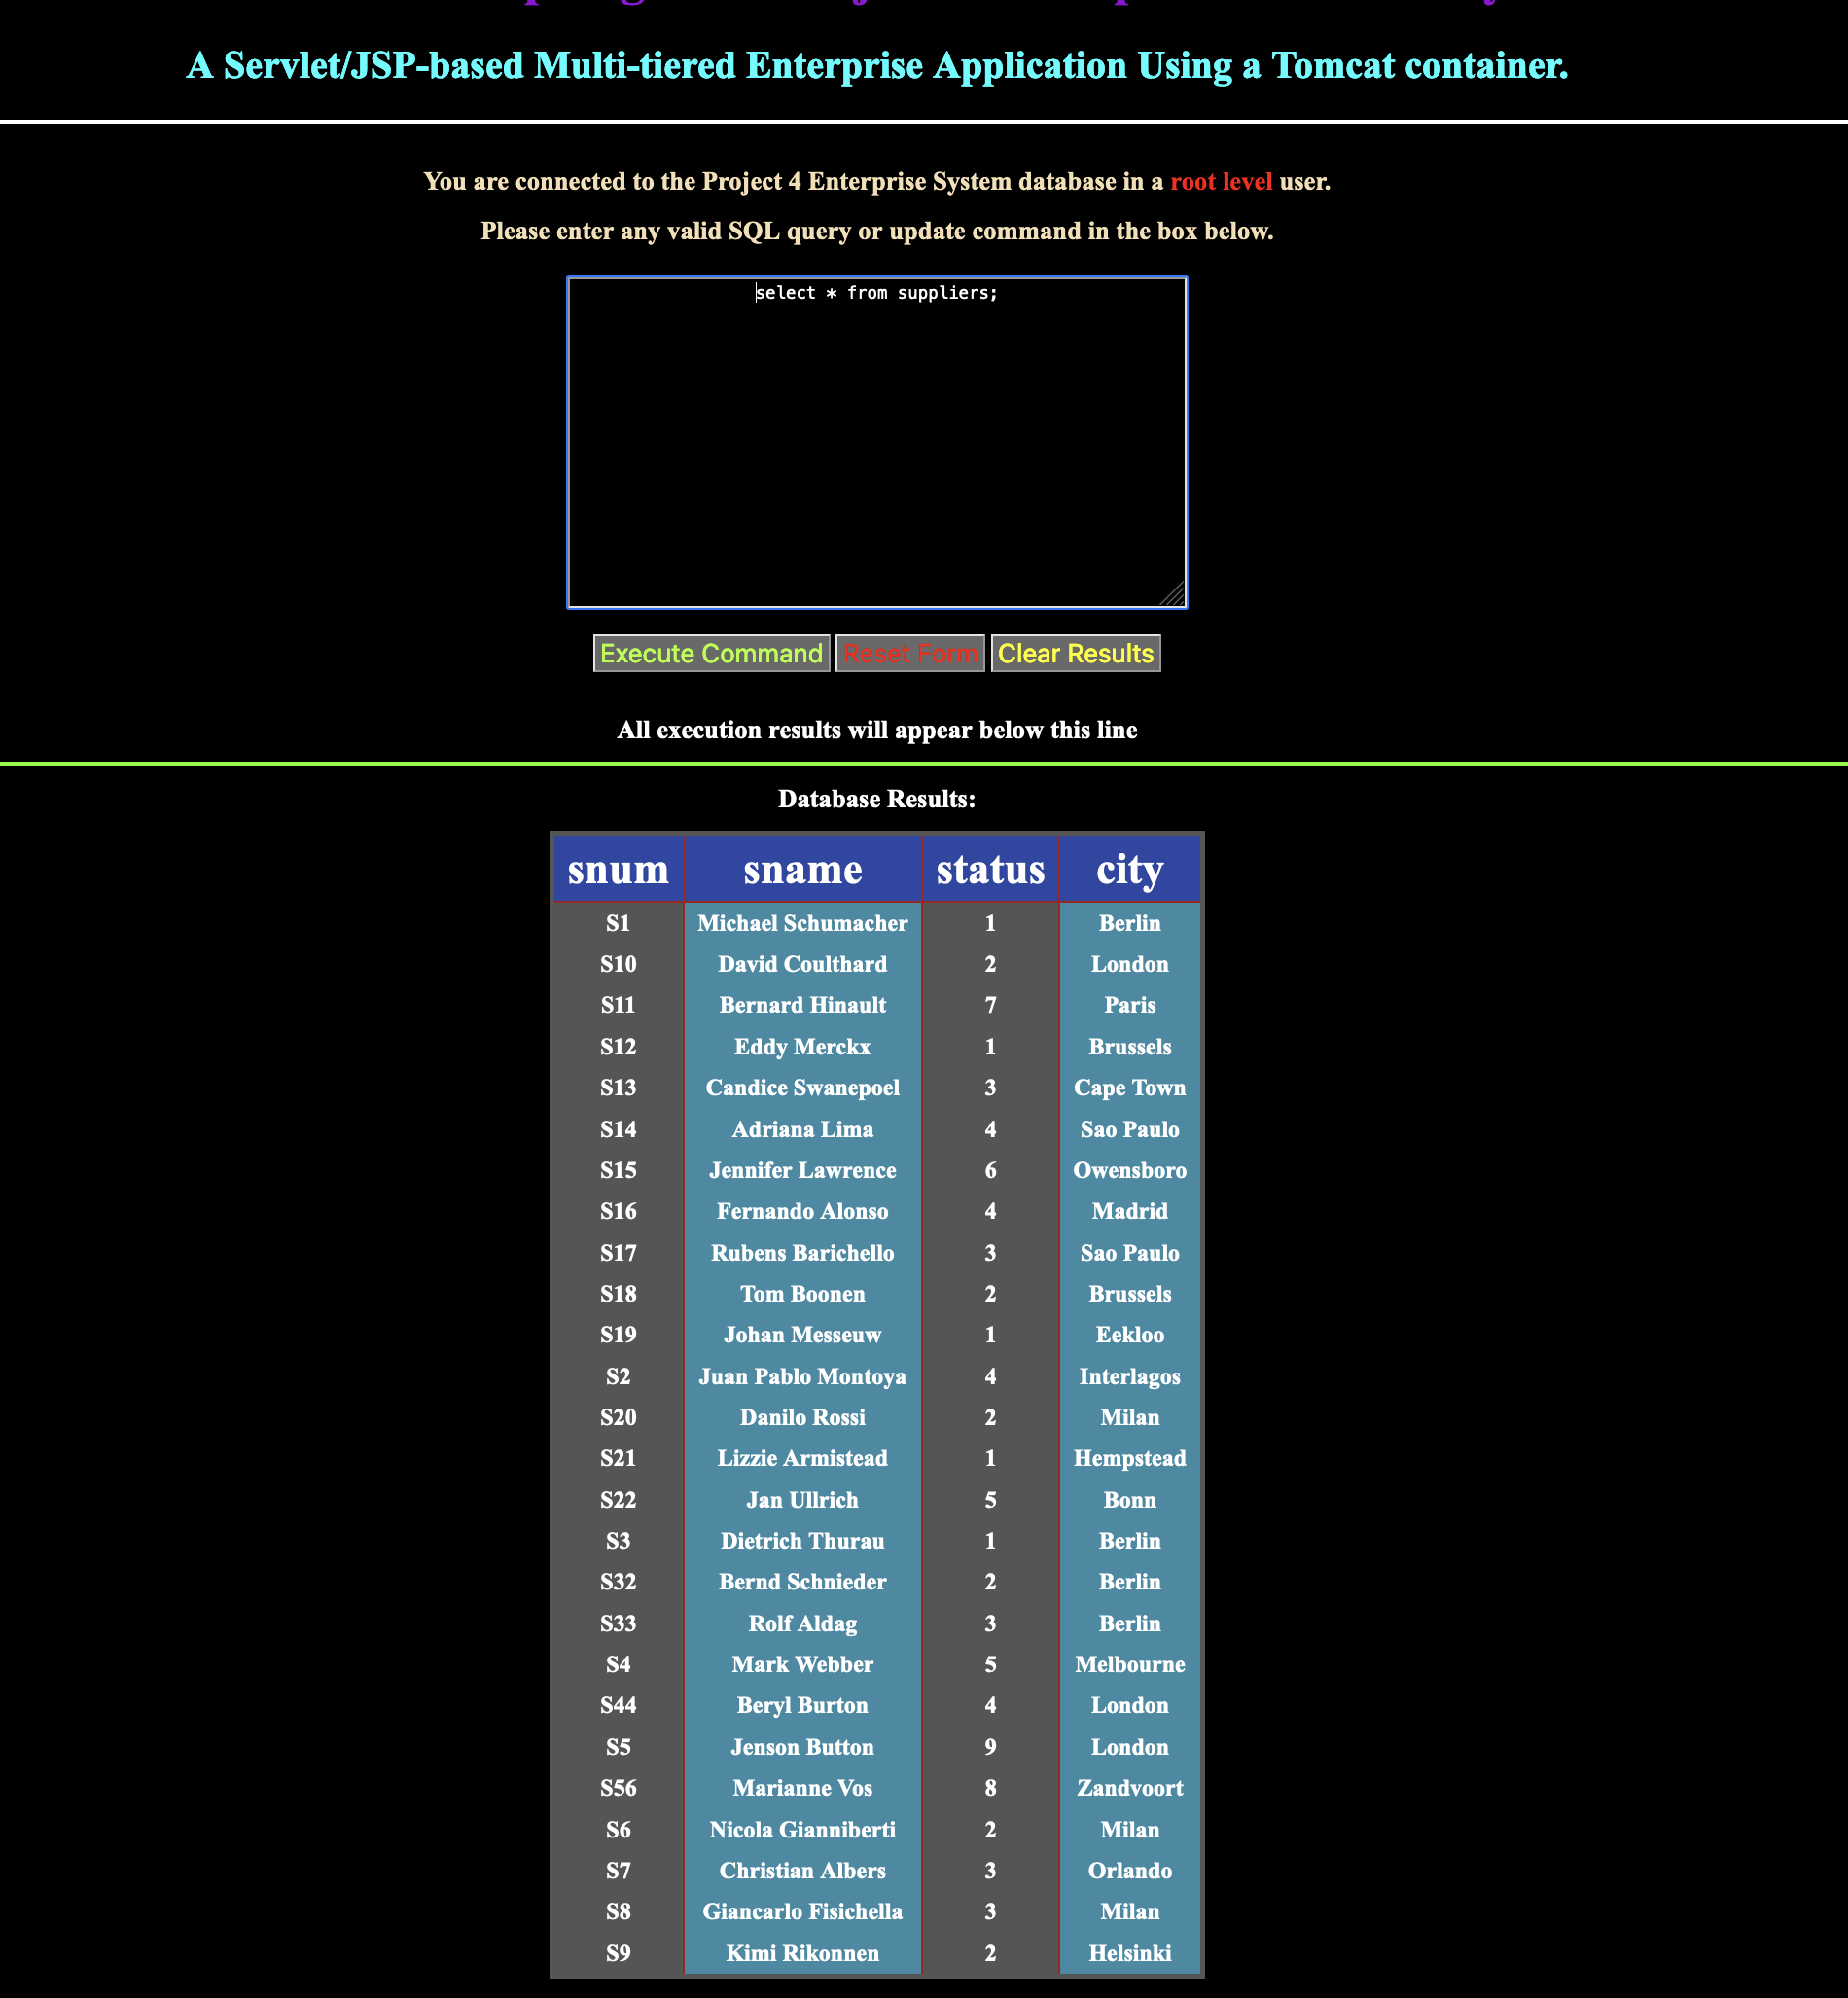 A Servlet/JSP-based Multi-tiered Enterprise Application Using a Tomcat container.
You are connected to the Project 4 Enterprise System database in a root level user.
Please enter any valid SQL query or update command in the box below.
select * from suppliers;
Execute Command Reset Form Clear Results
All execution results will appear below this line
Database Results:
snum sname status city
S1 Michael Schumacher 1 Berlin
S10 David Coulthard 2 London
S11 Bernard Hinault 7 Paris
S12 Eddy Merckx 1 Brussels
S13 Candice Swanepoel 3 Cape Town
S14 Adriana Lima 4 Sao Paulo
S15 Jennifer Lawrence 6 Owensboro
S16 Fernando Alonso 4 Madrid
S17 Rubens Barichello 3 Sao Paulo
S18 Tom Boonen 2 Brussels
S19 Johan Messeuw 1 Eekloo
S2 Juan Pablo Montoya 4 Interlagos
S20 Danilo Rossi 2 Milan
S21 Lizzie Armistead 1 Hempstead
S22 Jan Ullrich 5 Bonn
S3 Dietrich Thurau 1 Berlin
S32 Bernd Schnieder 2 Berlin
S33 Rolf Aldag 3 Berlin
S4 Mark Webber 5 Melbourne
S44 Beryl Burton 4 London
S5 Jenson Button 9 London
S56 Marianne Vos 8 Zandvoort
S6 Nicola Gianniberti 2 Milan
S7 Christian Albers 3 Orlando
S8 Giancarlo Fisichella 3 Milan
S9 Kimi Rikonnen 2 Helsinki